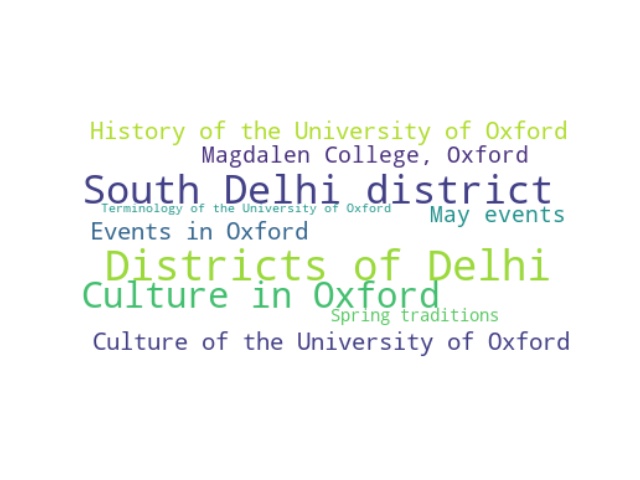 History of the University of Oxford
Magdalen College, Oxford
South Delhi district
Terminology of the University of Oxford
May events
Events in Oxford
Districts of Delhi
Culture in Oxford
Spring traditions
Culture of the University of Oxford